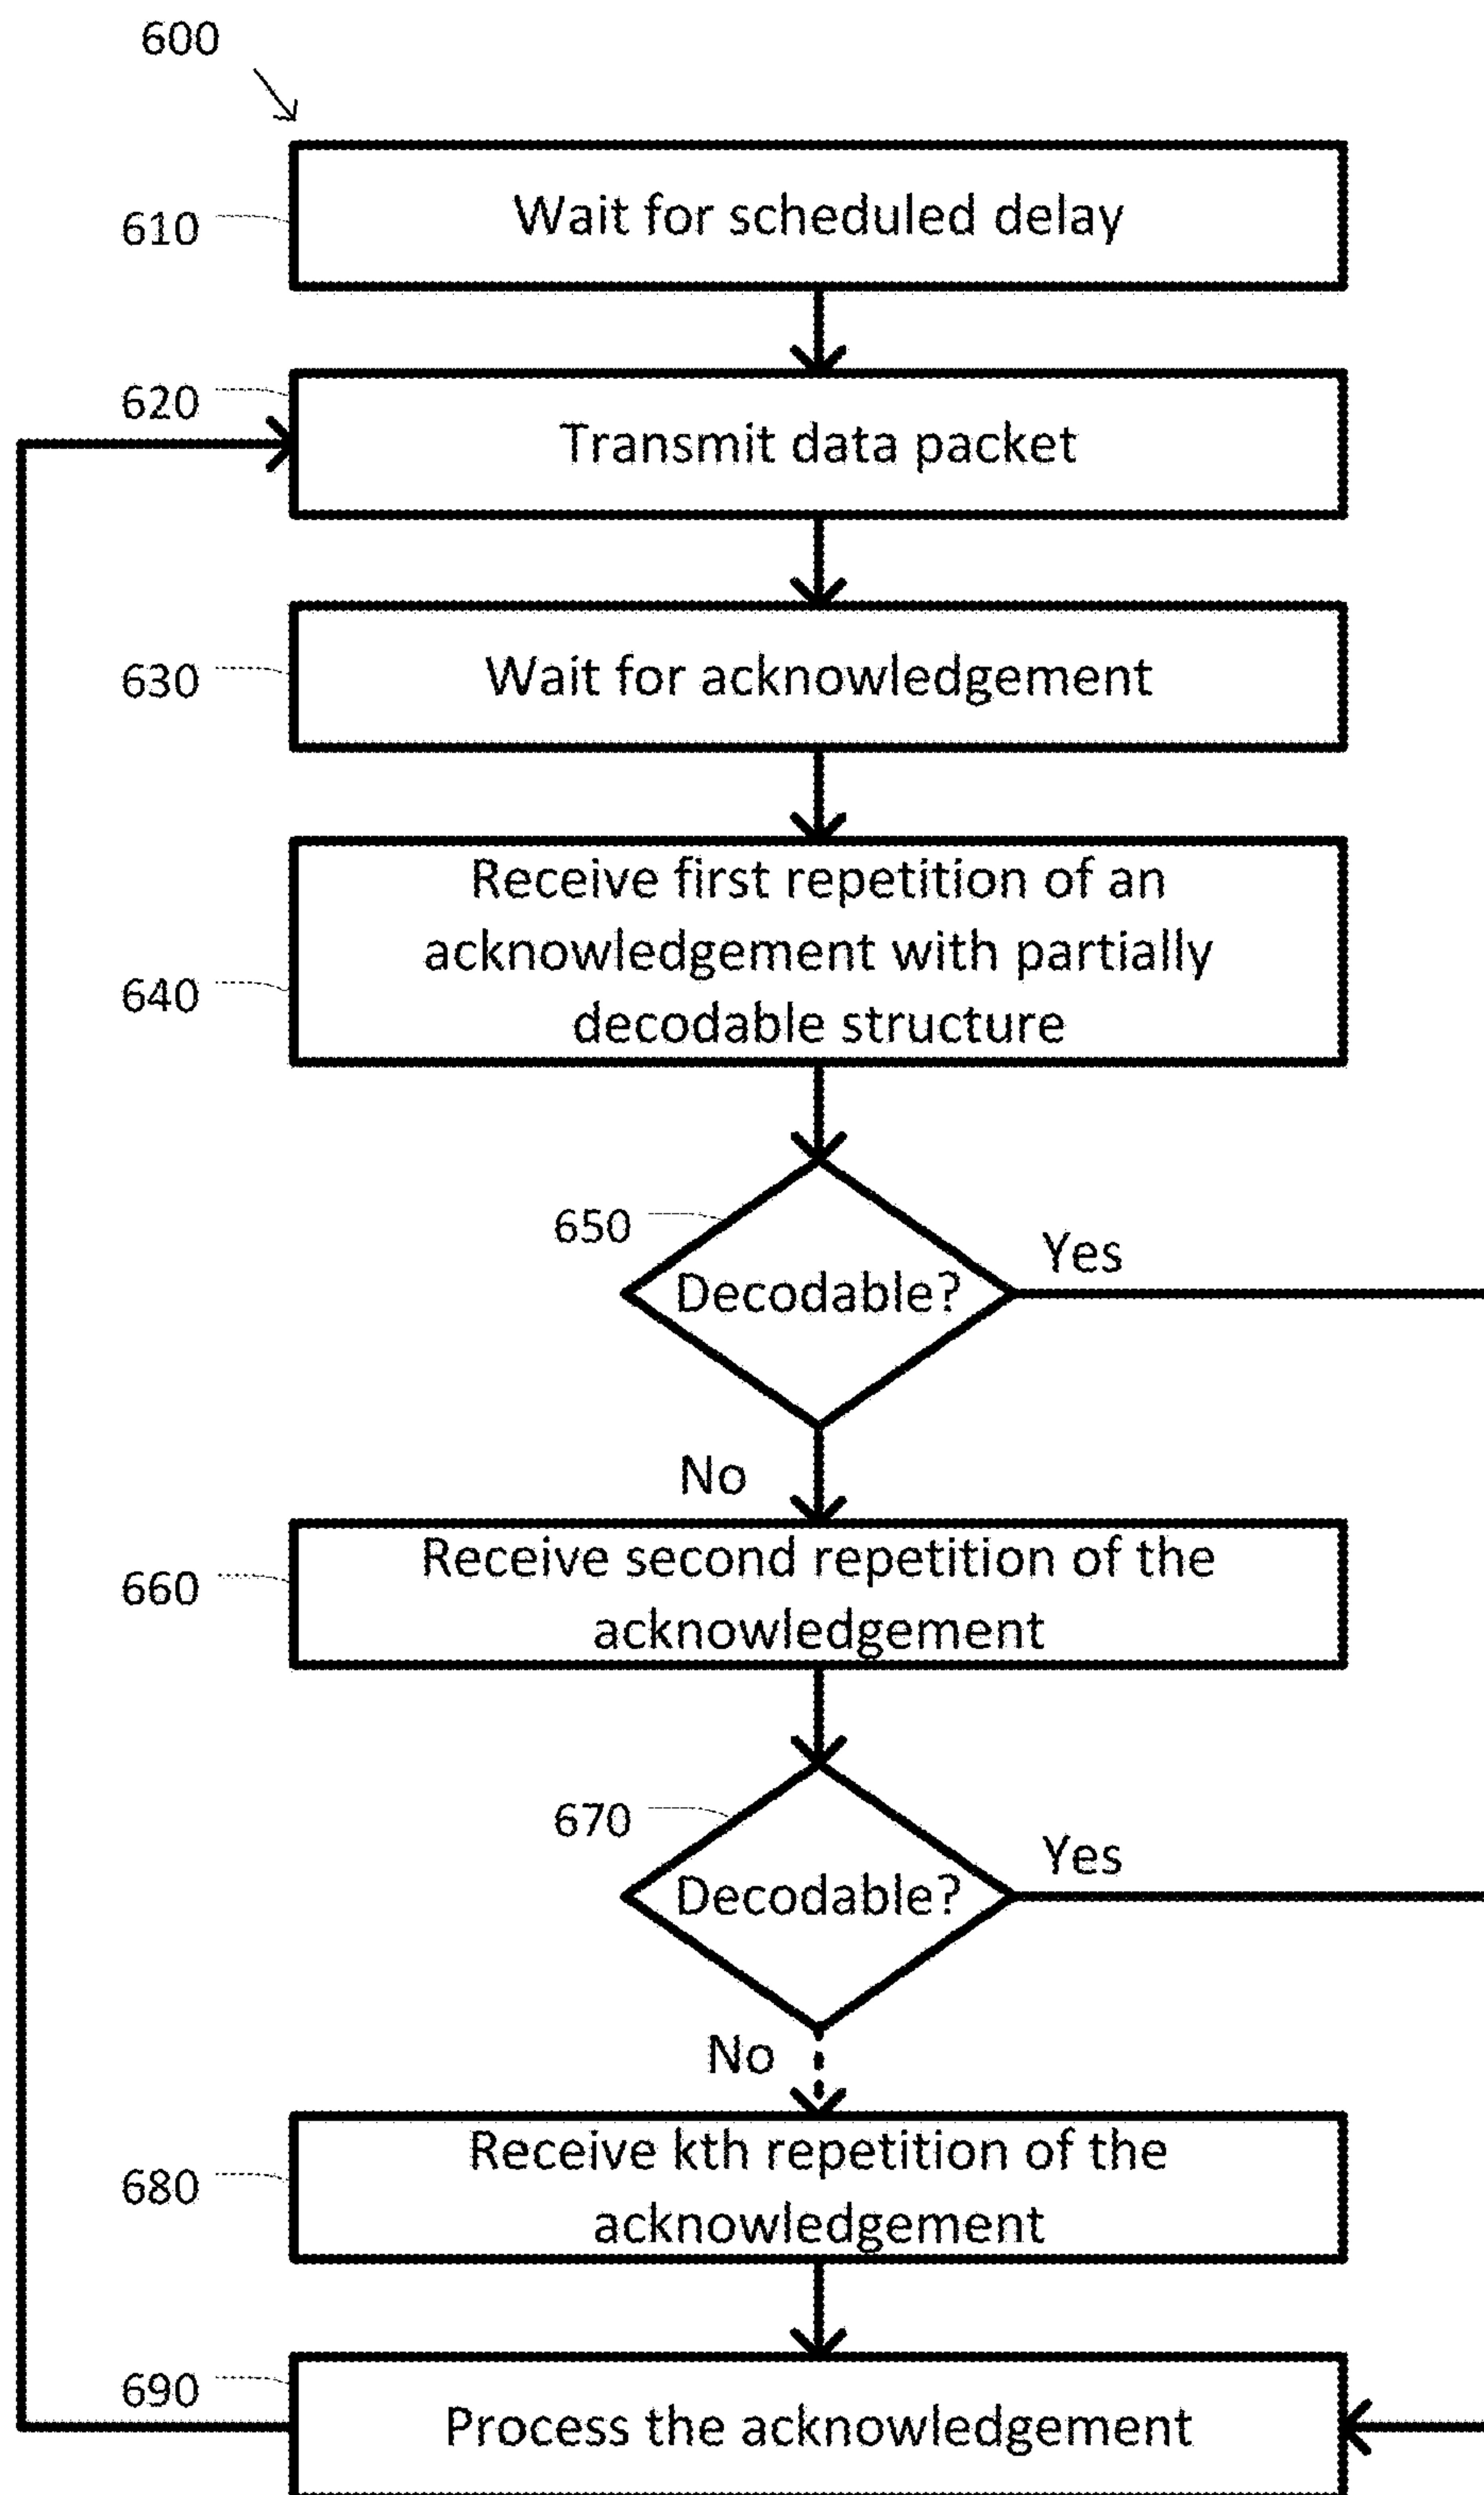 600
610
Wait for scheduled delay
620
Transmit data packet
630
Wait for acknowledgement
640
Receive first repetition of an
acknowledgement with partially
decodable structure
650
Decodable?
Yes
No
660
Receive second repetition of the
acknowledgement
670
Decodable?
Yes
No
680
Receive kth repetition of the
acknowledgement
690
Process the acknowledgement